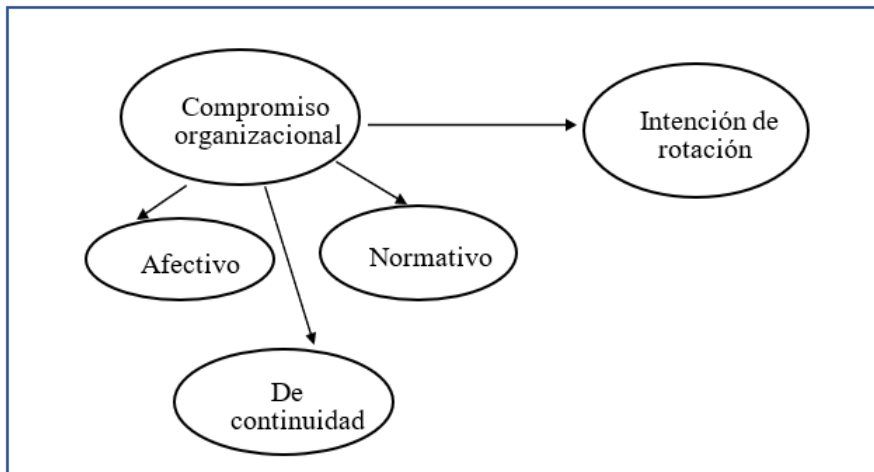 Compromiso
organizacional
Intención de
rotación
Afectivo
Normativo
De
continuidad